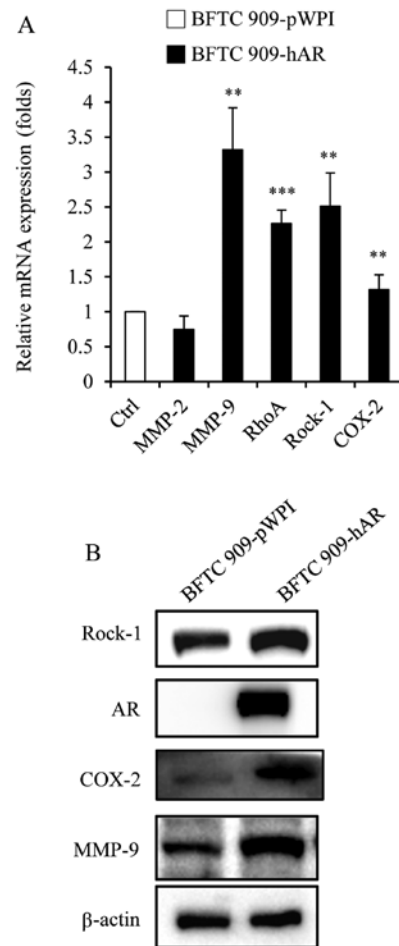 A
BFTC 909-pWPI
BFTC 909-hAR
Relative mRNA expression (folds)
4.5
4
3.5
3
2.5
2
1.5
1
0.5
0
**
***
**
**
Ctrl
MMP-2
MMP-9
RhoA
Rock-1
COX-2
B
BFTC 909-pWPI
BFTC 909-hAR
Rock-1
AR
COX-2
MMP-9
β-actin